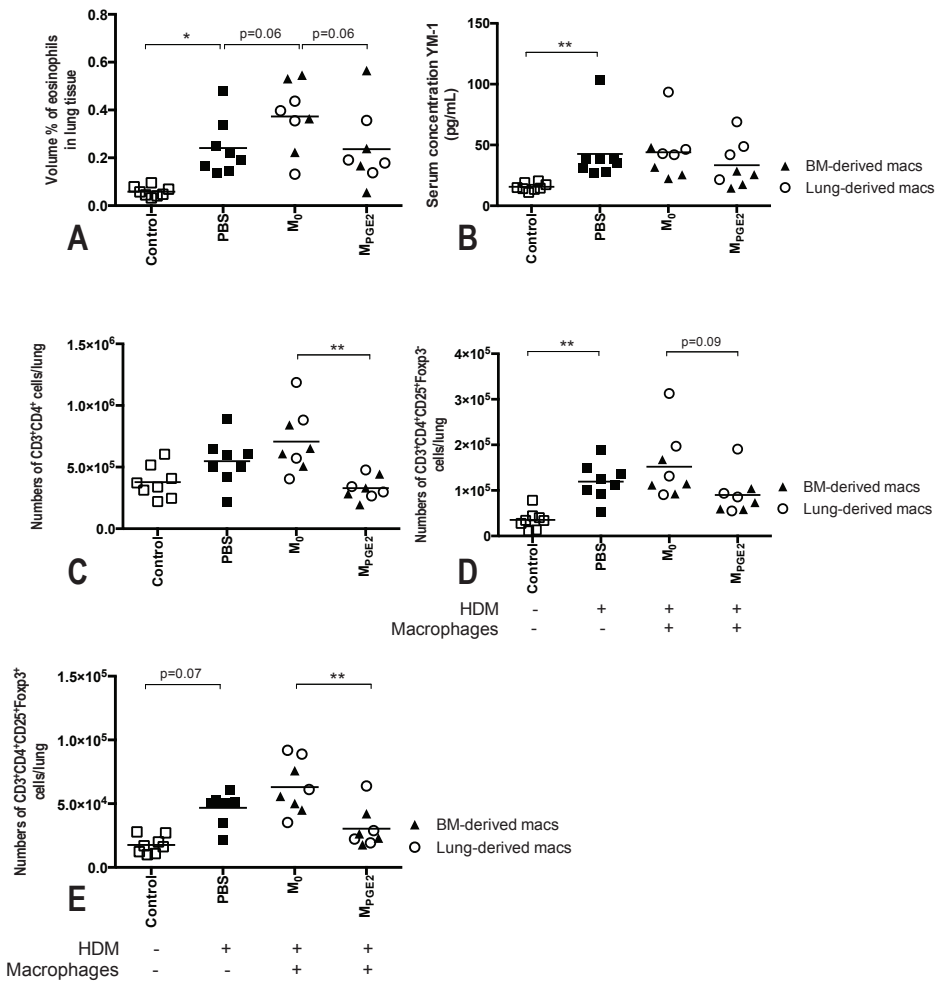 Volume % of eosinophils
in lung tissue
0.8
0.6
0.4
0.2
0.0
*
p=0.06
p=0.06
Control
PBS
M₀
MPGE2
A
Serum concentration YM-1
(pg/mL)
150
100
50
0
**
Control
PBS
M₀
MPGE2
▲ BM-derived macs
○ Lung-derived macs
B
Numbers of CD3⁺CD4⁺ cells/lung
1.5×10⁶
1.0×10⁶
5.0×10⁵
0.0
**
Control
PBS
M₀
MPGE2
C
Numbers of CD3⁺CD4⁺CD25⁺Foxp3⁻
cells/lung
4×10⁵
3×10⁵
2×10⁵
1×10⁵
0
**
p=0.09
Control
PBS
M₀
MPGE2
▲ BM-derived macs
○ Lung-derived macs
D
HDM - + + +
Macrophages - - + +
Numbers of CD3⁺CD4⁺CD25⁺Foxp3⁺
cells/lung
1.5×10⁵
1.0×10⁵
5.0×10⁴
0.0
p=0.07
**
Control
PBS
M₀
MPGE2
▲ BM-derived macs
○ Lung-derived macs
E
HDM - + + +
Macrophages - - + +